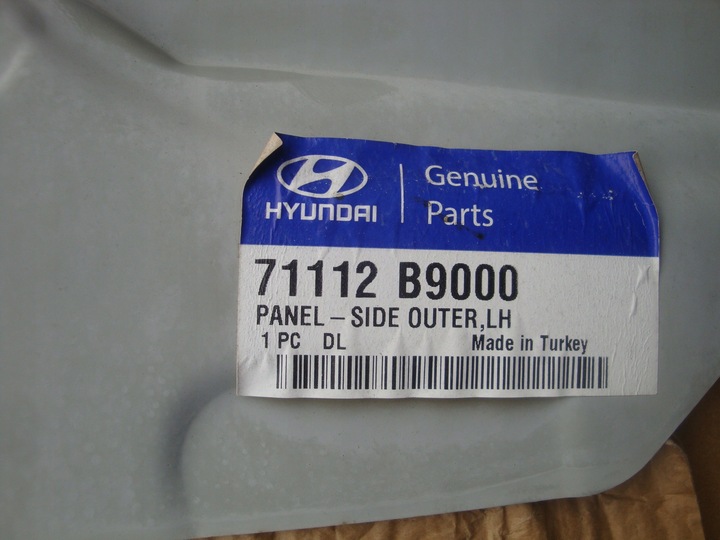 HYUNDAI
Genuine
Parts
71112 B9000
PANEL-SIDE OUTER,LH
1 PC DL Made in Turkey